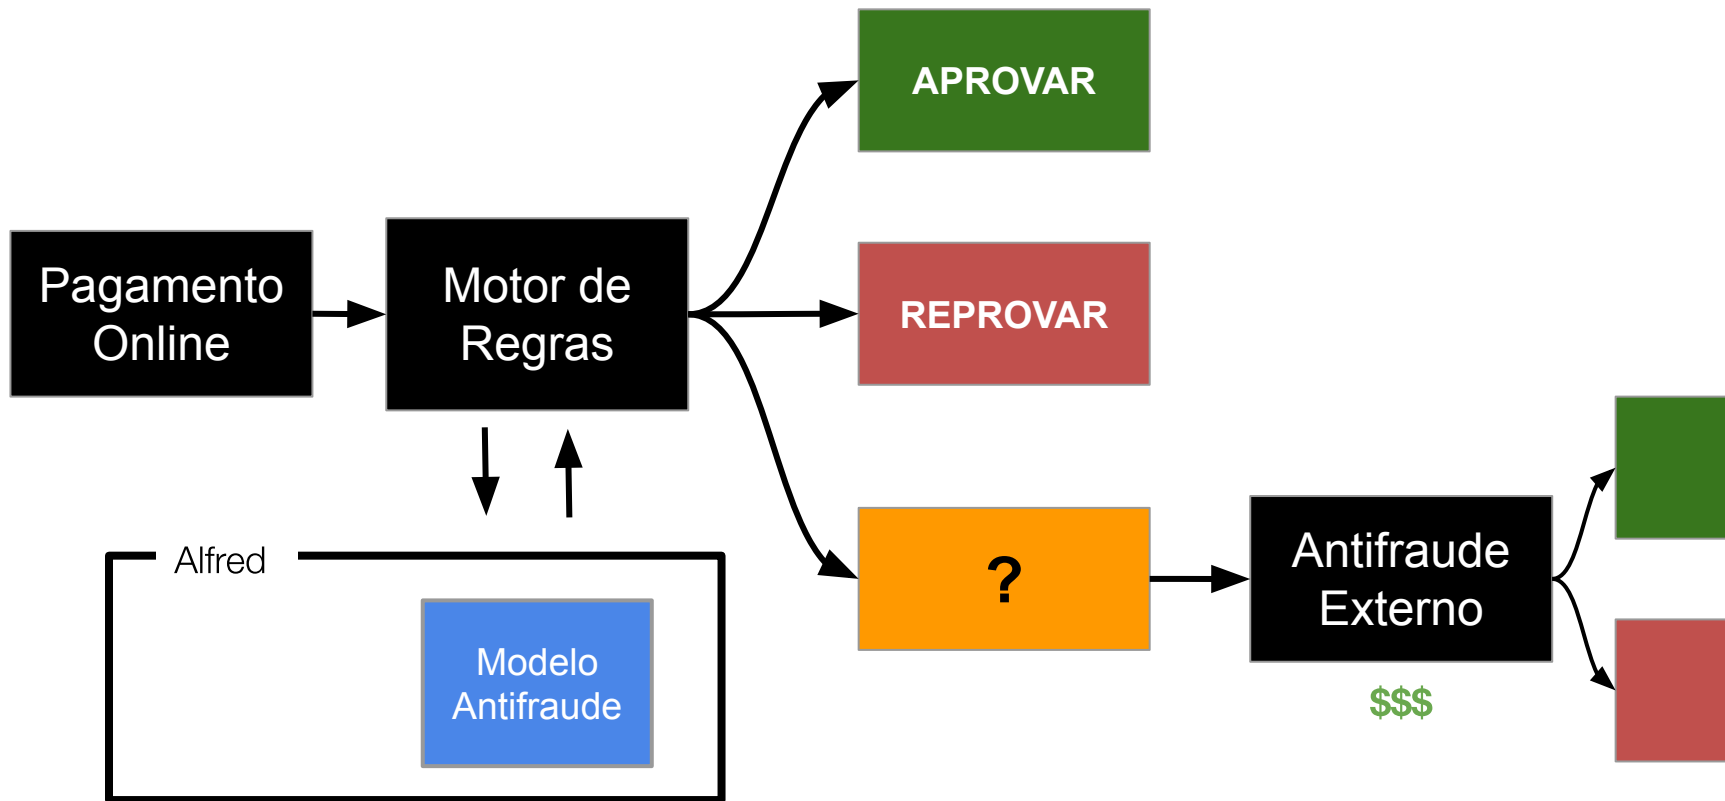 APROVAR
Pagamento
Online
Motor de
Regras
REPROVAR
Alfred
Modelo
Antifraude
?
Antifraude
Externo
$$$